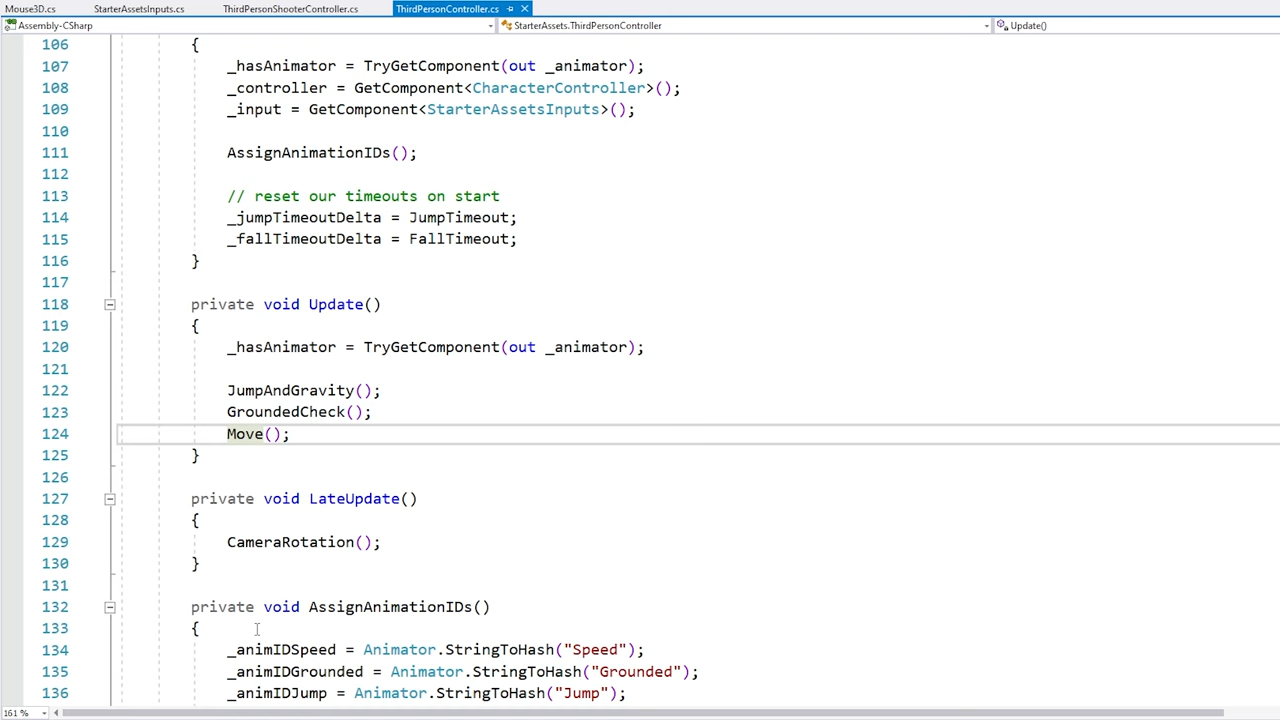 Mouse3D.cs StarterAssetsInputs.cs ThirdPersonShooterController.cs ThirdPersonController.cs
Assembly-CSharp StarterAssets.ThirdPersonController Update()
106 {
107 _hasAnimator = TryGetComponent(out _animator);
108 _controller = GetComponent<CharacterController>();
109 _input = GetComponent<StarterAssetsInputs>();
110
111 AssignAnimationIDs();
112
113 // reset our timeouts on start
114 _jumpTimeoutDelta = JumpTimeout;
115 _fallTimeoutDelta = FallTimeout;
116 }
117
118 private void Update()
119 {
120 _hasAnimator = TryGetComponent(out _animator);
121
122 JumpAndGravity();
123 GroundedCheck();
124 Move();
125 }
126
127 private void LateUpdate()
128 {
129 CameraRotation();
130 }
131
132 private void AssignAnimationIDs()
133 {
134 _animIDSpeed = Animator.StringToHash("Speed");
135 _animIDGrounded = Animator.StringToHash("Grounded");
136 _animIDJump = Animator.StringToHash("Jump");
161 %